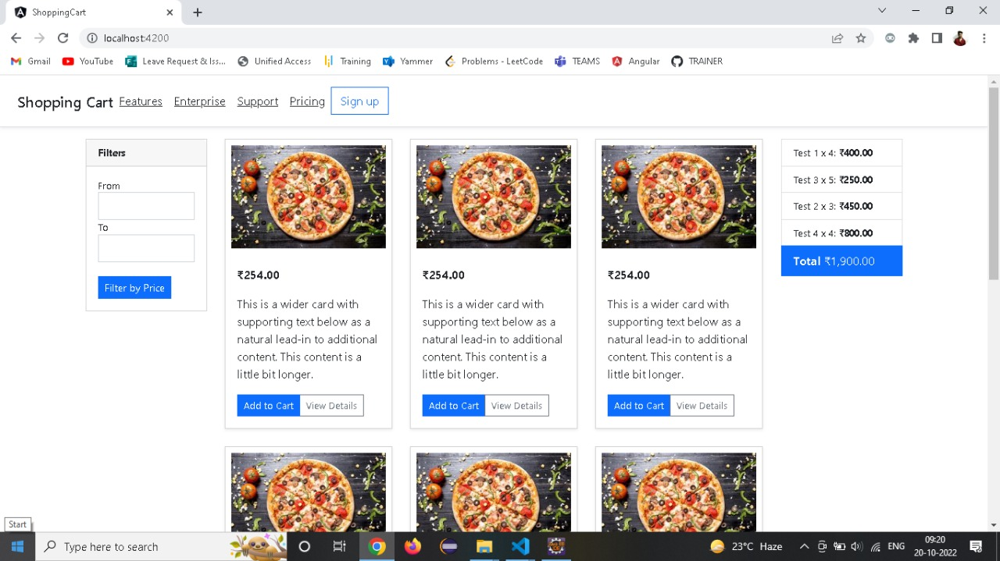 ShoppingCart
localhost:4200
Gmail YouTube Leave Request & Iss... Unified Access Training Yammer Problems - LeetCode TEAMS Angular TRAINER
Shopping Cart Features Enterprise Support Pricing Sign up
Filters
From
To
Filter by Price
₹254.00
This is a wider card with
supporting text below as a
natural lead-in to additional
content. This content is a
little bit longer.
Add to Cart View Details
₹254.00
This is a wider card with
supporting text below as a
natural lead-in to additional
content. This content is a
little bit longer.
Add to Cart View Details
₹254.00
This is a wider card with
supporting text below as a
natural lead-in to additional
content. This content is a
little bit longer.
Add to Cart View Details
Test 1 x 4: ₹400.00
Test 3 x 5: ₹250.00
Test 2 x 3: ₹450.00
Test 4 x 4: ₹800.00
Total ₹1,900.00
Start
Type here to search
23°C Haze
ENG
09:20
20-10-2022